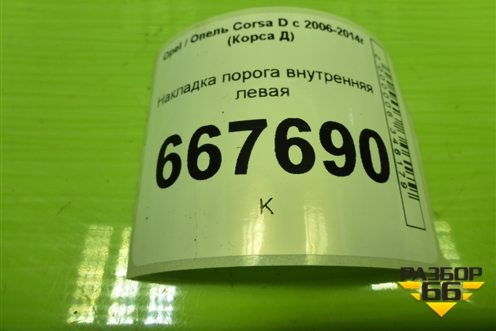 Opel / Опель Corsa D с 2006-2014г
(Корса Д)
Накладка порога внутренняя
левая
667690
К
РАЗБОР
66